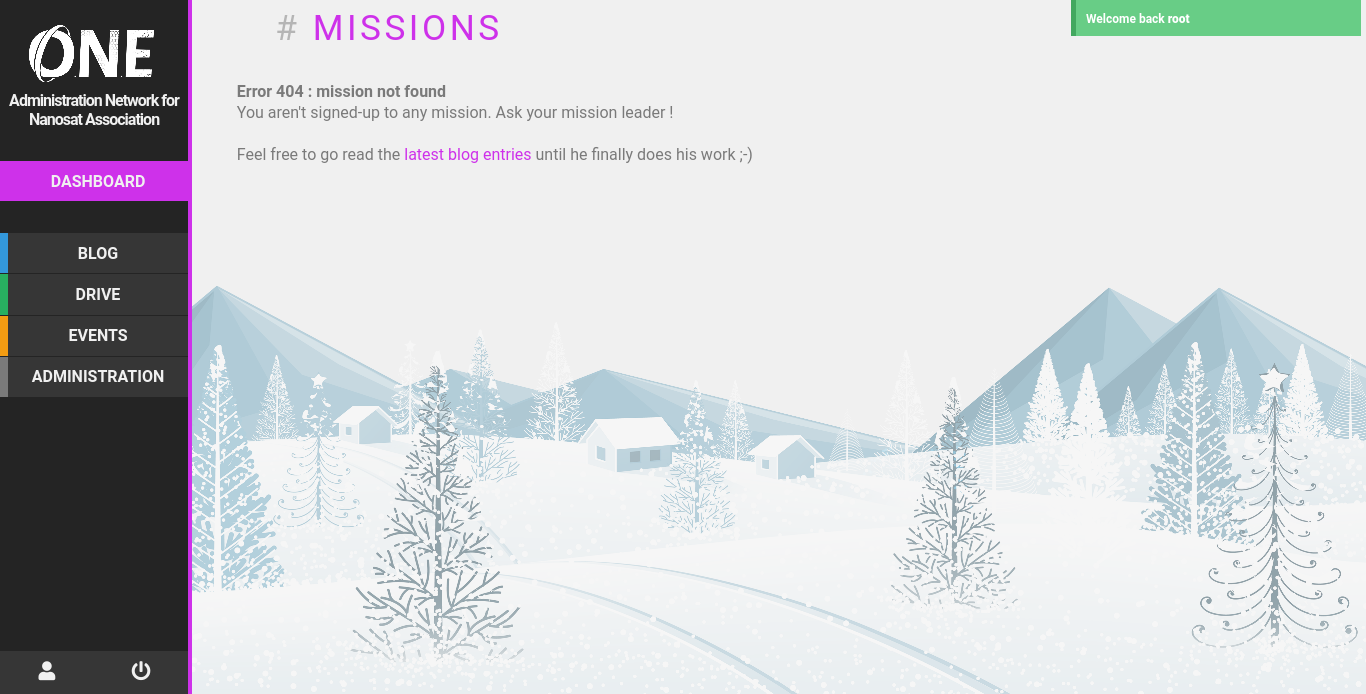 ONE
Administration Network for
Nanosat Association
DASHBOARD
BLOG
DRIVE
EVENTS
ADMINISTRATION
# MISSIONS
Error 404 : mission not found
You aren't signed-up to any mission. Ask your mission leader !
Feel free to go read the latest blog entries until he finally does his work ;-)
Welcome back root